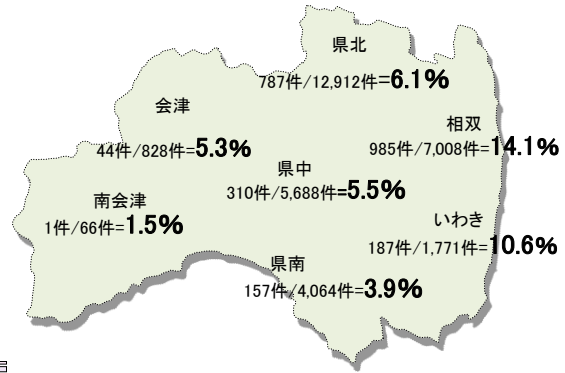 県北
787件/12,912件=6.1%
会津
44件/828件=5.3%
相双
985件/7,008件=14.1%
県中
310件/5,688件=5.5%
南会津
1件/66件=1.5%
いわき
187件/1,771件=10.6%
県南
157件/4,064件=3.9%